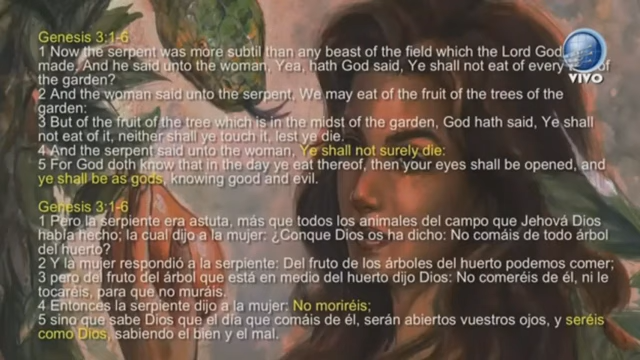 Genesis 3:1-6
1 Now the serpent was more subtil than any beast of the field which the Lord God
made. And he said unto the woman, Yea, hath God said, Ye shall not eat of every of
the garden?
2 And the woman said unto the serpent, We may eat of the fruit of the trees of the
garden:
3 But of the fruit of the tree which is in the midst of the garden, God hath said, Ye shall
not eat of it, neither shall ye touch it, lest ye die.
4 And the serpent said unto the woman, Ye shall not surely die:
5 For God doth know that in the day ye eat thereof, then your eyes shall be opened, and
ye shall be as gods, knowing good and evil.
Genesis 3:1-6
1 Pero la serpiente era astuta, más que todos los animales del campo que Jehová Dios
había hecho; la cual dijo a la mujer: ¿Conque Dios os ha dicho: No comáis de todo árbol
del huerto?
2 Y la mujer respondió a la serpiente: Del fruto de los árboles del huerto podemos comer;
3 pero del fruto del árbol que está en medio del huerto dijo Dios: No comeréis de él, ni le
tocaréis, para que no muráis.
4 Entonces la serpiente dijo a la mujer: No moriréis;
5 sino que sabe Dios que el día que comáis de él, serán abiertos vuestros ojos, y seréis
como Dios, sabiendo el bien y el mal.
VIVO